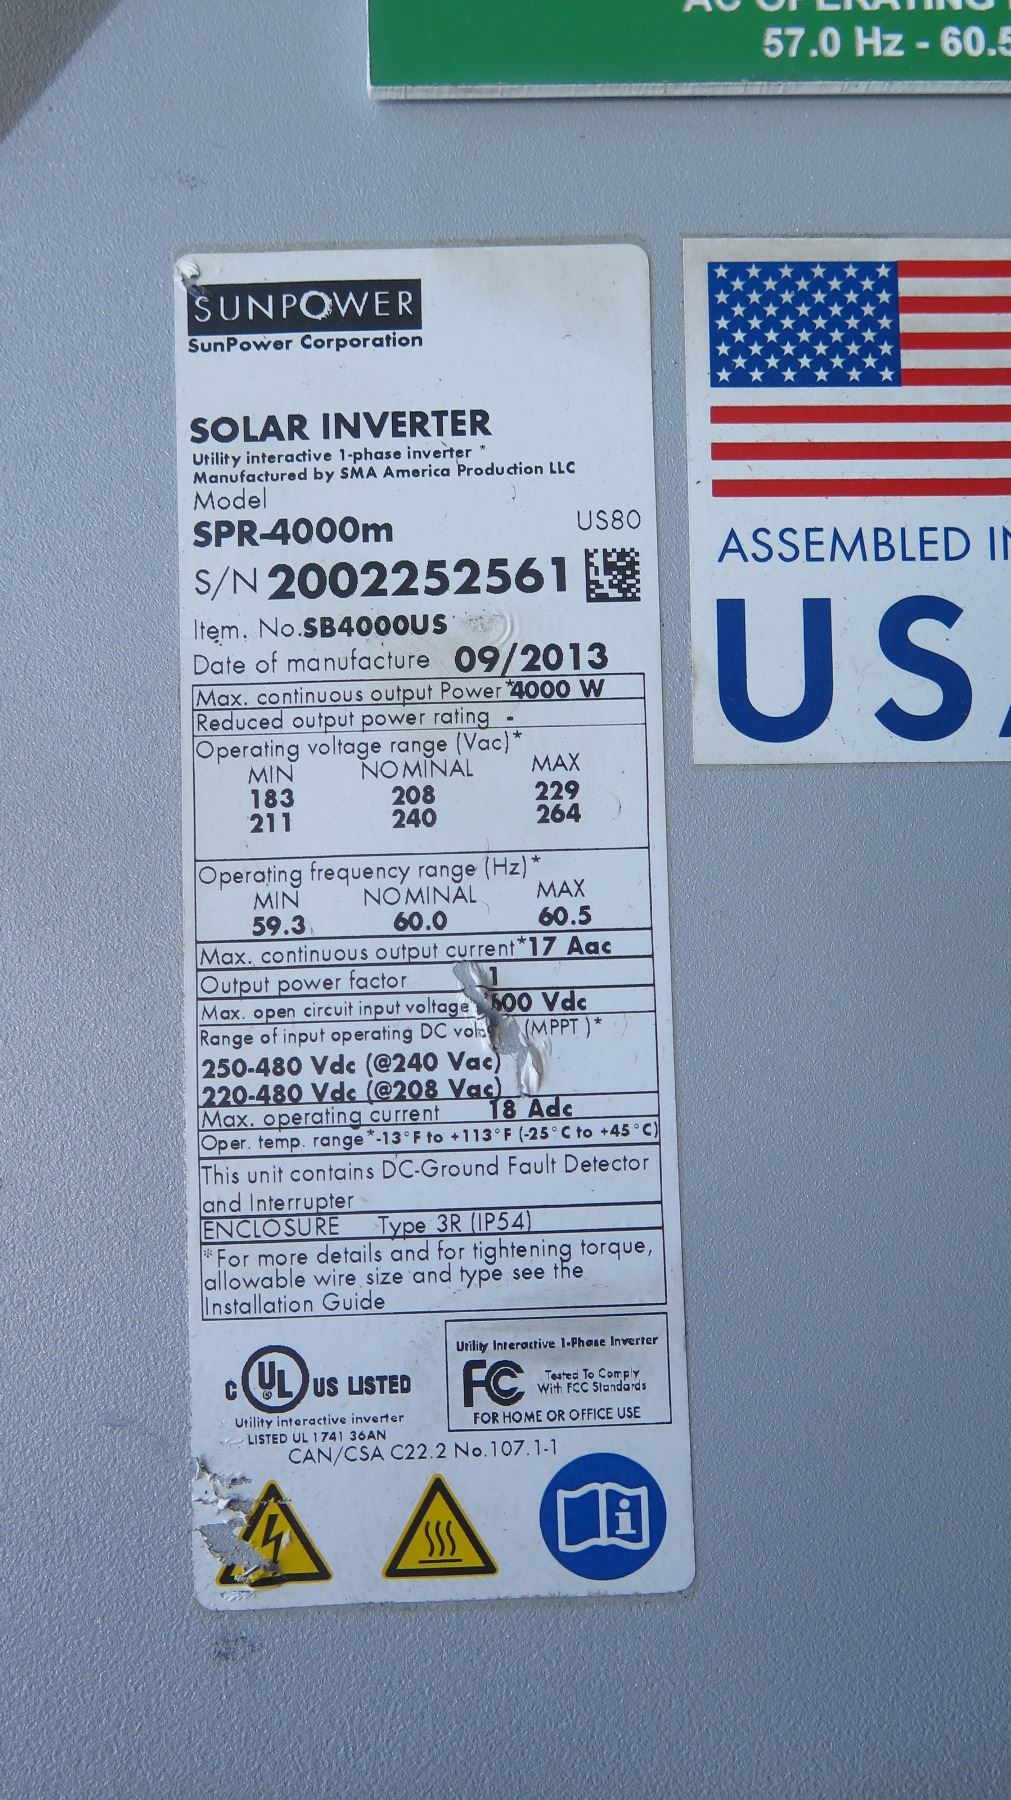 AC OPERATING
57.0 Hz - 60.5
SUNPOWER
SunPower Corporation
SOLAR INVERTER
Utility interactive 1-phase inverter *
Manufactured by SMA America Production LLC
Model
SPR-4000m US80
S/N 2002252561
Item. No.SB4000US
Date of manufacture 09/2013
Max. continuous output Power*4000 W
Reduced output power rating -
Operating voltage range (Vac)*
MIN NOMINAL MAX
183 208 229
211 240 264
Operating frequency range (Hz)*
MIN NOMINAL MAX
59.3 60.0 60.5
Max. continuous output current*17 Aac
Output power factor 1
Max. open circuit input voltage 600 Vdc
Range of input operating DC (MPPT )*
250-480 Vdc (@240 Vac)
220-480 Vdc (@208 Vac)
Max. operating current 18 Adc
Oper. temp. range*-13°F to +113°F (-25°C to +45°C)
This unit contains DC-Ground Fault Detector
and Interrupter
ENCLOSURE Type 3R (IP54)
*For more details and for tightening torque,
allowable wire size and type see the
Installation Guide
C UL US LISTED
Utility interactive inverter
LISTED UL 1741 36AN
CAN/CSA C22.2 No.107.1-1
Utility Interactive 1-Phase Inverter
FC Tested To Comply
With FCC Standards
FOR HOME OR OFFICE USE
i
ASSEMBLED IN
USA